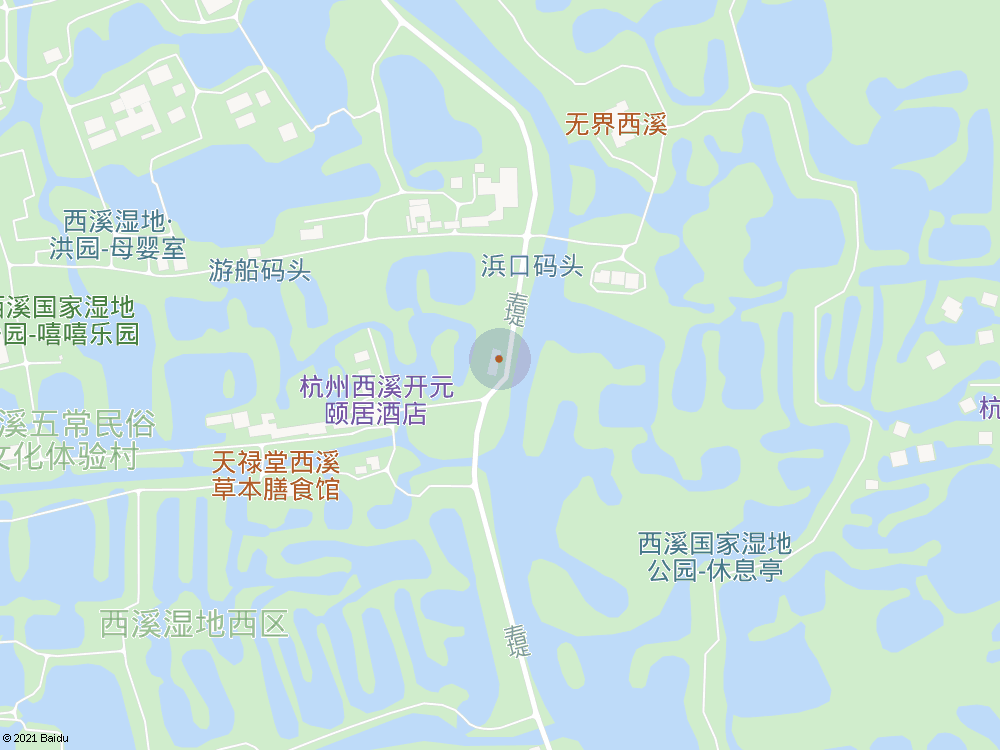 无界西溪
西溪湿地·
洪园-母婴室
游船码头
浜口码头
西溪国家湿地
园-嘻嘻乐园
杭州西溪开元
颐居酒店
杭
溪五常民俗
文化体验村
天禄堂西溪
草本膳食馆
西溪国家湿地
公园-休息亭
西溪湿地西区
© 2021 Baidu